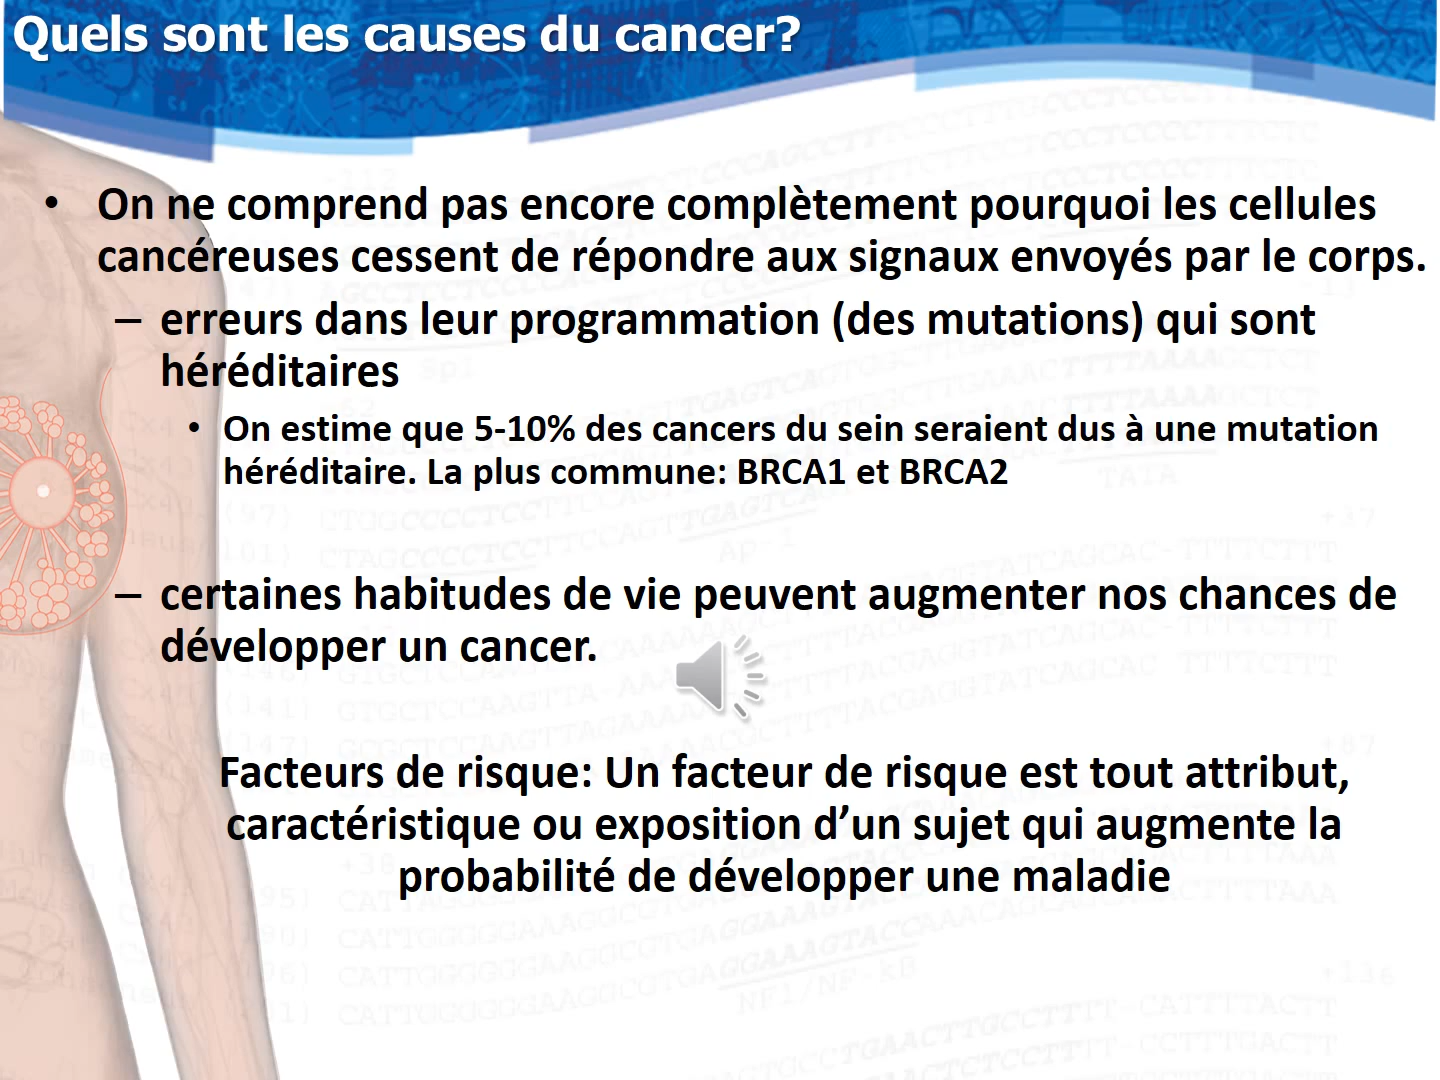 Quels sont les causes du cancer?
• On ne comprend pas encore complètement pourquoi les cellules
cancéreuses cessent de répondre aux signaux envoyés par le corps.
– erreurs dans leur programmation (des mutations) qui sont
héréditaires
• On estime que 5-10% des cancers du sein seraient dus à une mutation
héréditaire. La plus commune: BRCA1 et BRCA2
– certaines habitudes de vie peuvent augmenter nos chances de
développer un cancer.
Facteurs de risque: Un facteur de risque est tout attribut,
caractéristique ou exposition d’un sujet qui augmente la
probabilité de développer une maladie